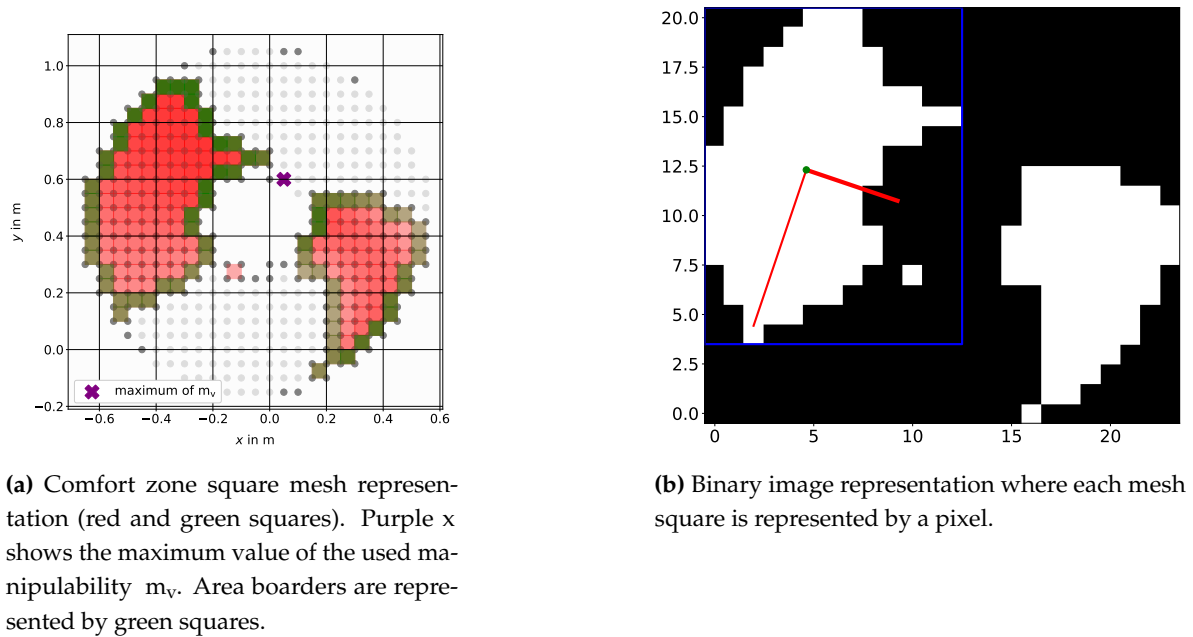 1.0
0.8
0.6
0.4
0.2
0.0
−0.2
y in m
maximum of mv
−0.6 −0.4 −0.2 0.0 0.2 0.4 0.6
x in m
20.0
17.5
15.0
12.5
10.0
7.5
5.0
2.5
0.0
0 5 10 15 20
(a) Comfort zone square mesh represen-
tation (red and green squares). Purple x
shows the maximum value of the used ma-
nipulability mv. Area boarders are repre-
sented by green squares.
(b) Binary image representation where each mesh
square is represented by a pixel.